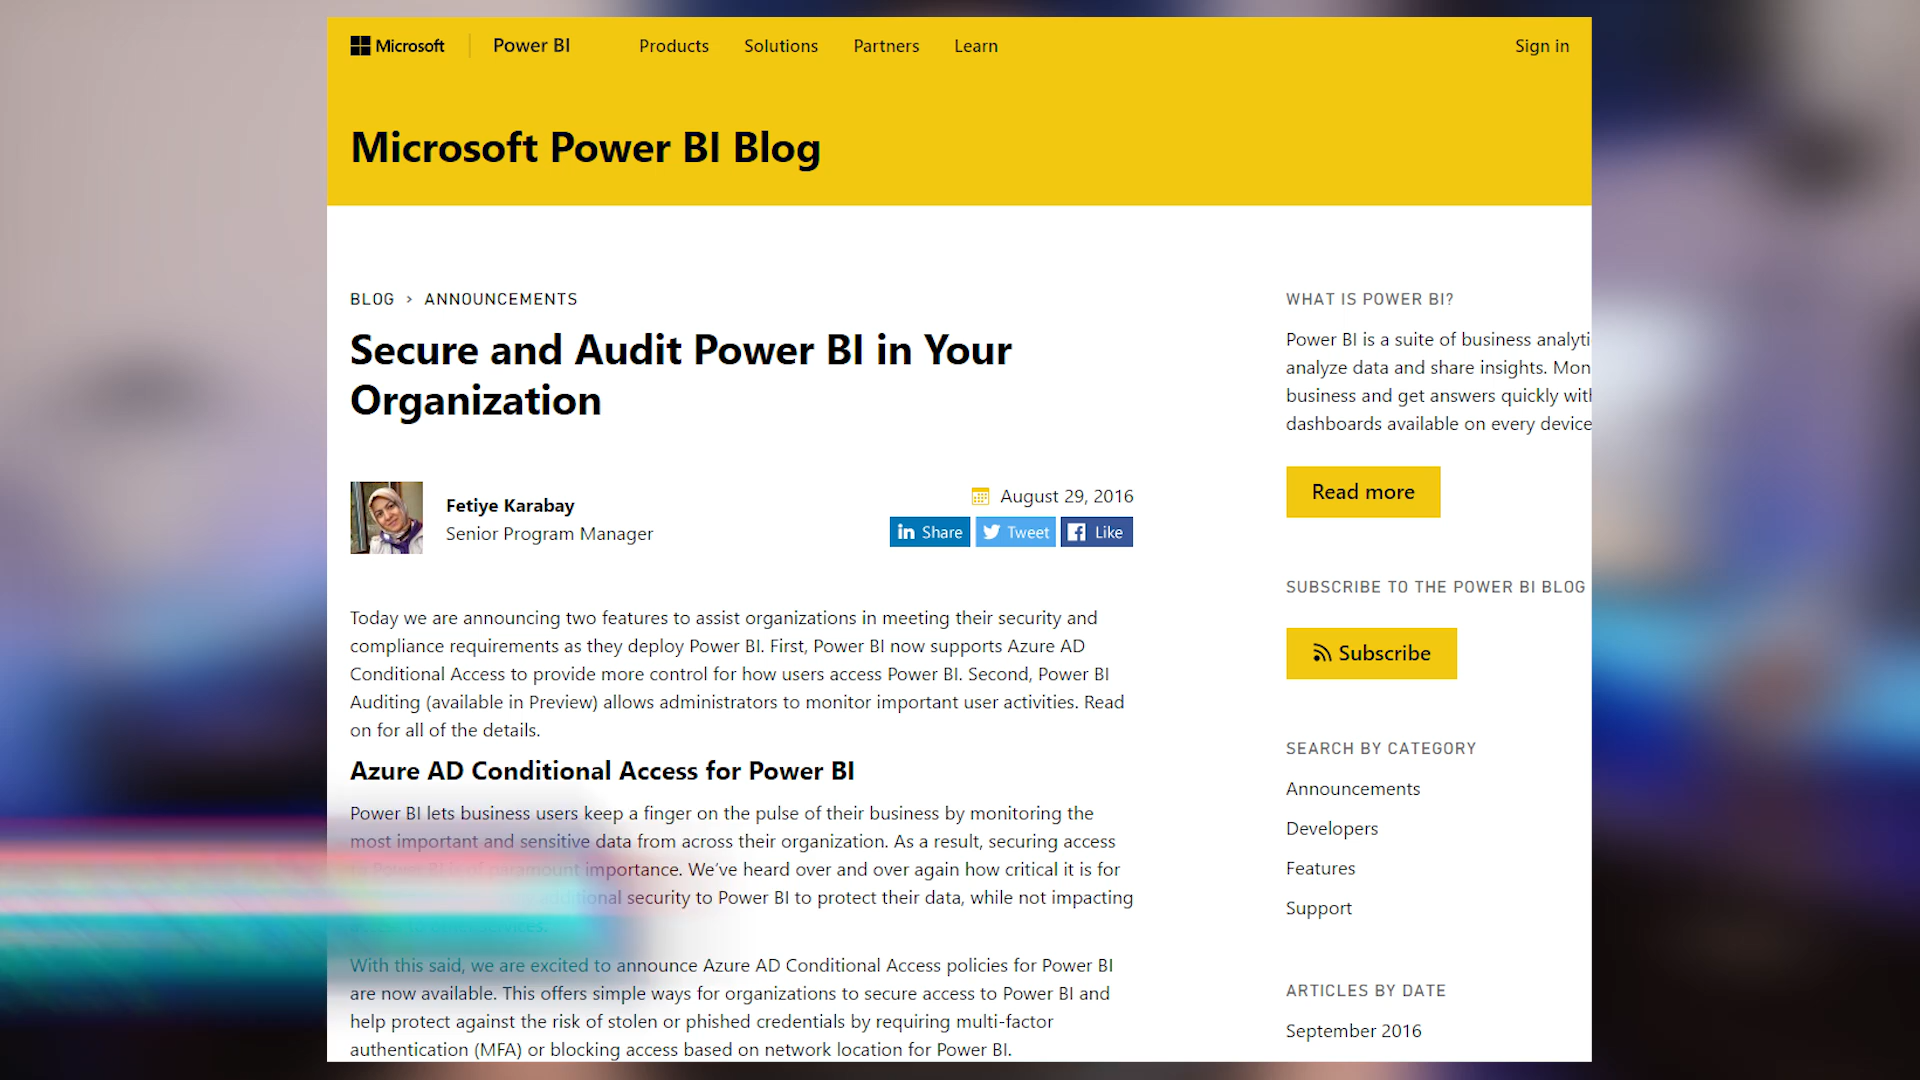 Microsoft
Power BI
Products
Solutions
Partners
Learn
Sign in
Microsoft Power BI Blog
BLOG > ANNOUNCEMENTS
Secure and Audit Power BI in Your
Organization
Fetiye Karabay
Senior Program Manager
August 29, 2016
in Share
Tweet
Like
Today we are announcing two features to assist organizations in meeting their security and
compliance requirements as they deploy Power BI. First, Power BI now supports Azure AD
Conditional Access to provide more control for how users access Power BI. Second, Power BI
Auditing (available in Preview) allows administrators to monitor important user activities. Read
on for all of the details.
Azure AD Conditional Access for Power BI
Power BI lets business users keep a finger on the pulse of their business by monitoring the
most important and sensitive data from across their organization. As a result, securing access
to Power BI is of paramount importance. We've heard over and over again how critical it is for
additional security to Power BI to protect their data, while not impacting
access to other services.
With this said, we are excited to announce Azure AD Conditional Access policies for Power BI
are now available. This offers simple ways for organizations to secure access to Power BI and
help protect against the risk of stolen or phished credentials by requiring multi-factor
authentication (MFA) or blocking access based on network location for Power BI.
WHAT IS POWER BI?
Power BI is a suite of business analyti
analyze data and share insights. Mon
business and get answers quickly with
dashboards available on every device
Read more
SUBSCRIBE TO THE POWER BI BLOG
Subscribe
SEARCH BY CATEGORY
Announcements
Developers
Features
Support
ARTICLES BY DATE
September 2016